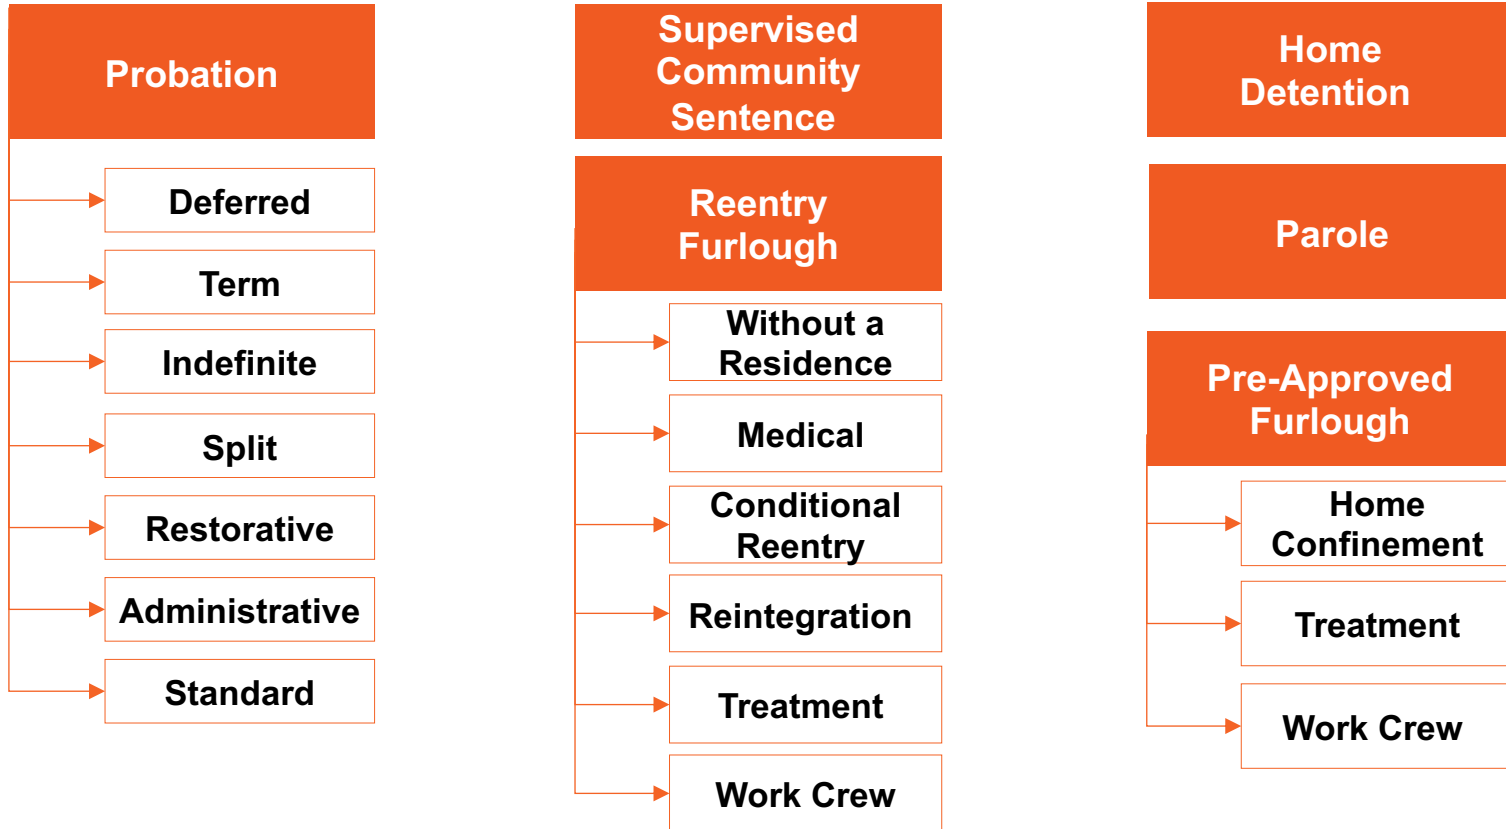 Probation
Deferred
Term
Indefinite
Split
Restorative
Administrative
Standard
Supervised
Community
Sentence
Reentry
Furlough
Without a
Residence
Medical
Conditional
Reentry
Reintegration
Treatment
Work Crew
Home
Detention
Parole
Pre-Approved
Furlough
Home
Confinement
Treatment
Work Crew